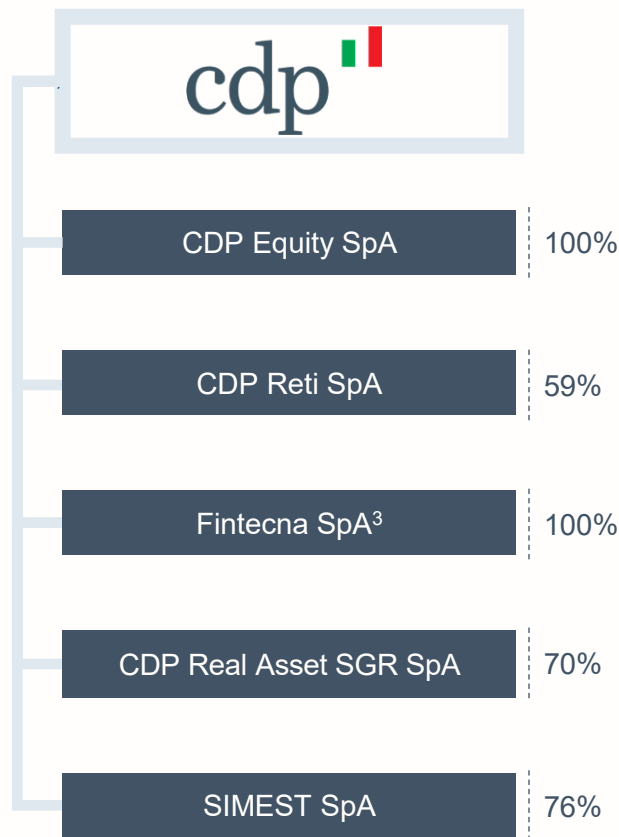 cdp
CDP Equity SpA 100%
CDP Reti SpA 59%
Fintecna SpA³ 100%
CDP Real Asset SGR SpA 70%
SIMEST SpA 76%